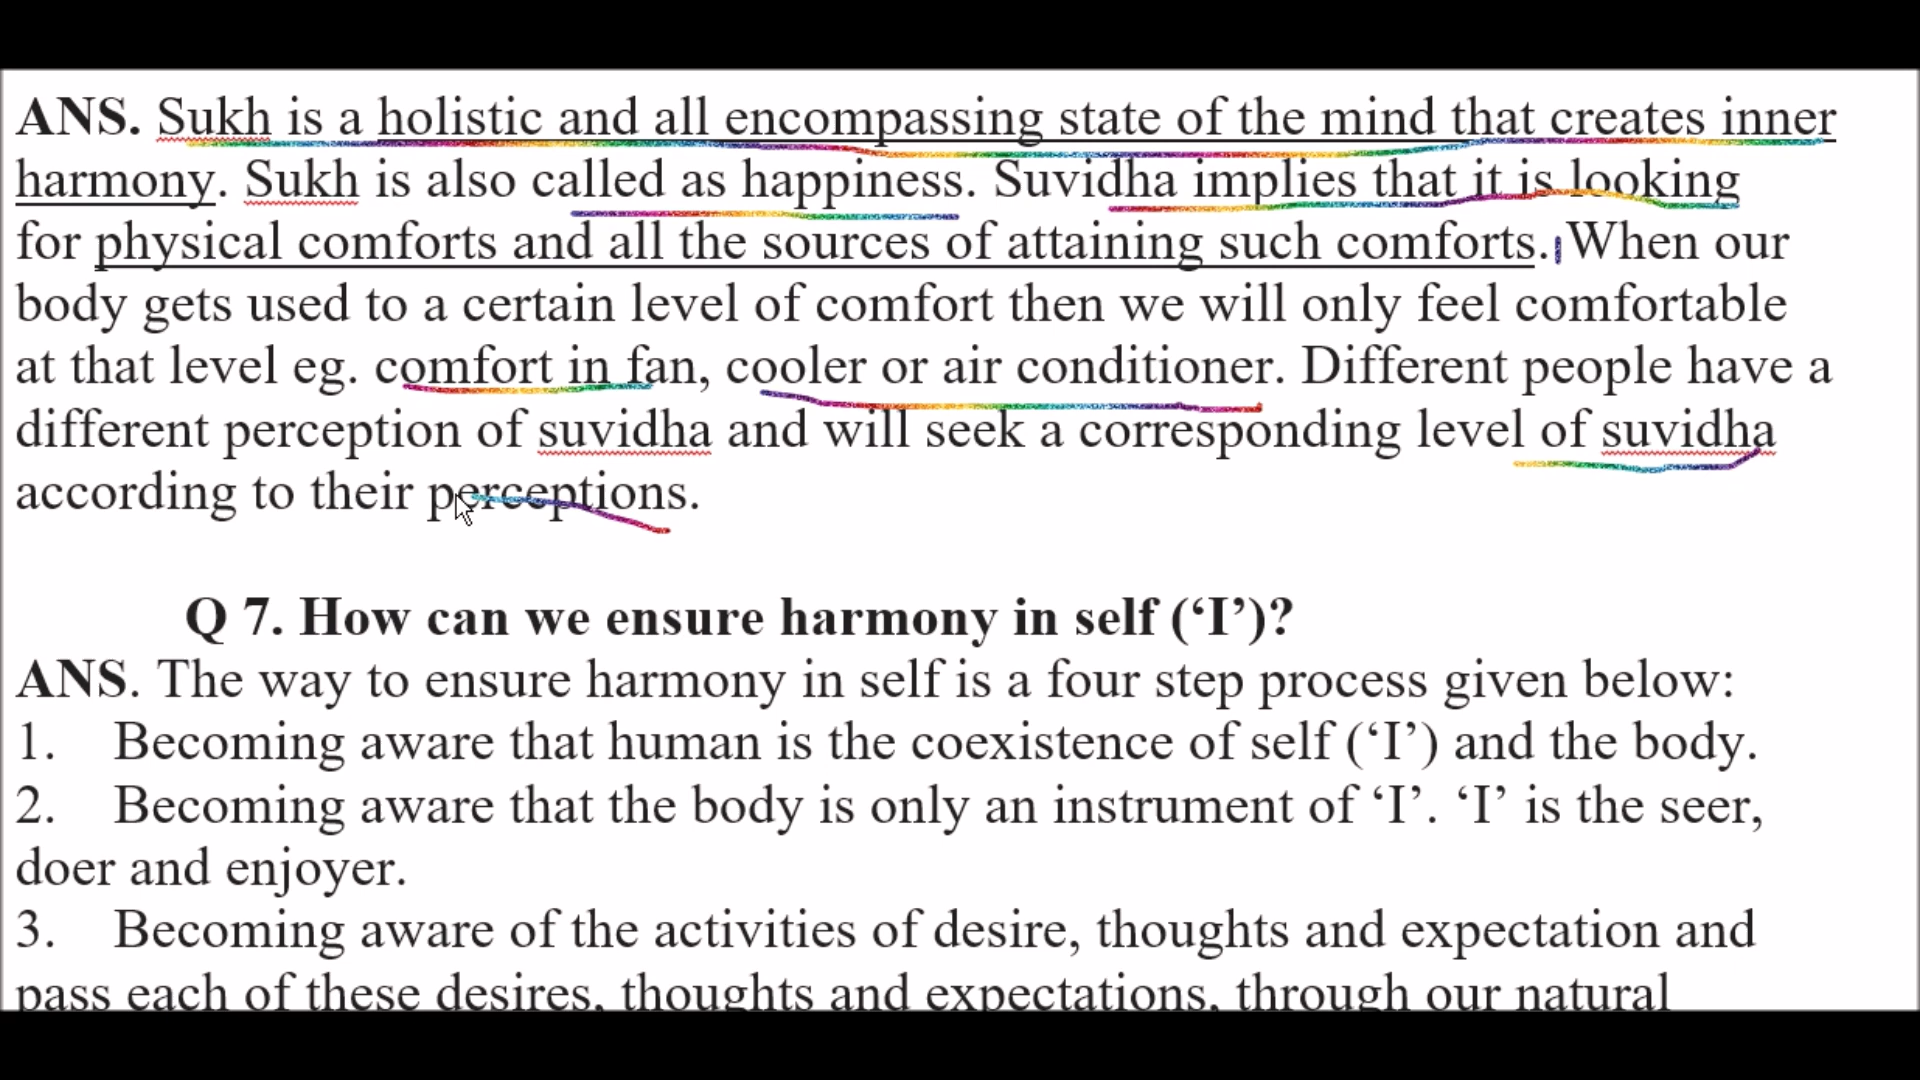 ANS. Sukh is a holistic and all encompassing state of the mind that creates inner
harmony. Sukh is also called as happiness. Suvidha implies that it is looking
for physical comforts and all the sources of attaining such comforts. When our
body gets used to a certain level of comfort then we will only feel comfortable
at that level eg. comfort in fan, cooler or air conditioner. Different people have a
different perception of suvidha and will seek a corresponding level of suvidha
according to their perceptions.
Q 7. How can we ensure harmony in self (‘I’)?
ANS. The way to ensure harmony in self is a four step process given below:
1. Becoming aware that human is the coexistence of self (‘I’) and the body.
2. Becoming aware that the body is only an instrument of ‘I’. ‘I’ is the seer,
doer and enjoyer.
3. Becoming aware of the activities of desire, thoughts and expectation and
pass each of these desires, thoughts and expectations, through our natural